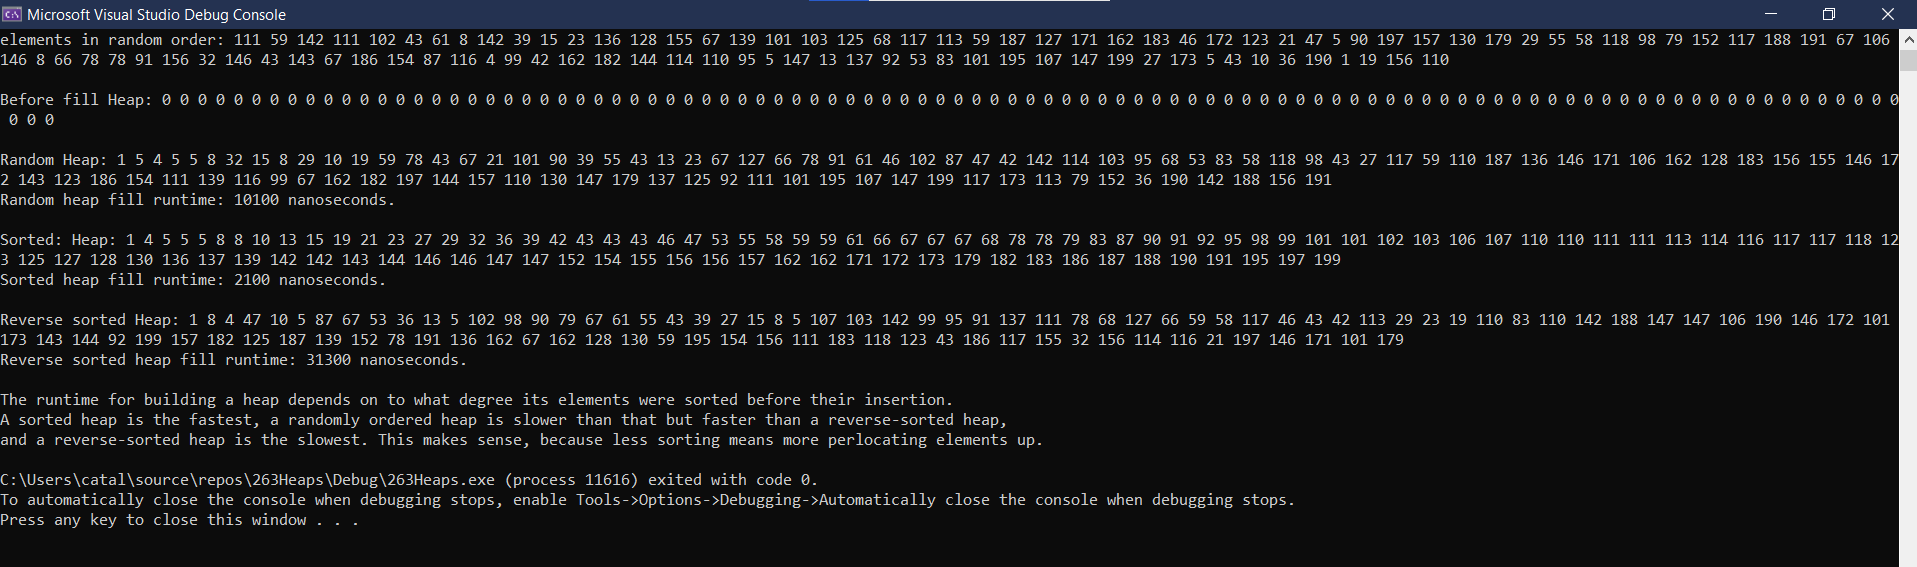 Microsoft Visual Studio Debug Console
elements in random order: 111 59 142 111 102 43 61 8 142 39 15 23 136 128 155 67 139 101 103 125 68 117 113 59 187 127 171 162 183 46 172 123 21 47 5 90 197 157 130 179 29 55 58 118 98 79 152 117 188 191 67 106
146 8 66 78 78 91 156 32 146 43 143 67 186 154 87 116 4 99 42 162 182 144 114 110 95 5 147 13 137 92 53 83 101 195 107 147 199 27 173 5 43 10 36 190 1 19 156 110
Before fill Heap: 0 0 0 0 0 0 0 0 0 0 0 0 0 0 0 0 0 0 0 0 0 0 0 0 0 0 0 0 0 0 0 0 0 0 0 0 0 0 0 0 0 0 0 0 0 0 0 0 0 0 0 0 0 0 0 0 0 0 0 0 0 0 0 0 0 0 0 0 0 0 0 0 0 0 0 0 0 0 0 0 0 0 0 0 0 0 0 0 0 0 0 0 0 0 0 0 0
0 0 0
Random Heap: 1 5 4 5 5 8 32 15 8 29 10 19 59 78 43 67 21 101 90 39 55 43 13 23 67 127 66 78 91 61 46 102 87 47 42 142 114 103 95 68 53 83 58 118 98 43 27 117 59 110 187 136 146 171 106 162 128 183 156 155 146 17
2 143 123 186 154 111 139 116 99 67 162 182 197 144 157 110 130 147 179 137 125 92 111 101 195 107 147 199 117 173 113 79 152 36 190 142 188 156 191
Random heap fill runtime: 10100 nanoseconds.
Sorted: Heap: 1 4 5 5 5 8 8 10 13 15 19 21 23 27 29 32 36 39 42 43 43 43 46 47 53 55 58 59 59 61 66 67 67 67 68 78 78 79 83 87 90 91 92 95 98 99 101 101 102 103 106 107 110 110 111 111 113 114 116 117 117 118 12
3 125 127 128 130 136 137 139 142 142 143 144 146 146 147 147 152 154 155 156 156 157 162 162 171 172 173 179 182 183 186 187 188 190 191 195 197 199
Sorted heap fill runtime: 2100 nanoseconds.
Reverse sorted Heap: 1 8 4 47 10 5 87 67 53 36 13 5 102 98 90 79 67 61 55 43 39 27 15 8 5 107 103 142 99 95 91 137 111 78 68 127 66 59 58 117 46 43 42 113 29 23 19 110 83 110 142 188 147 147 106 190 146 172 101
173 143 144 92 199 157 182 125 187 139 152 78 191 136 162 67 162 128 130 59 195 154 156 111 183 118 123 43 186 117 155 32 156 114 116 21 197 146 171 101 179
Reverse sorted heap fill runtime: 31300 nanoseconds.
The runtime for building a heap depends on to what degree its elements were sorted before their insertion.
A sorted heap is the fastest, a randomly ordered heap is slower than that but faster than a reverse-sorted heap,
and a reverse-sorted heap is the slowest. This makes sense, because less sorting means more perlocating elements up.
C:\Users\catal\source\repos\263Heaps\Debug\263Heaps.exe (process 11616) exited with code 0.
To automatically close the console when debugging stops, enable Tools->Options->Debugging->Automatically close the console when debugging stops.
Press any key to close this window . . .